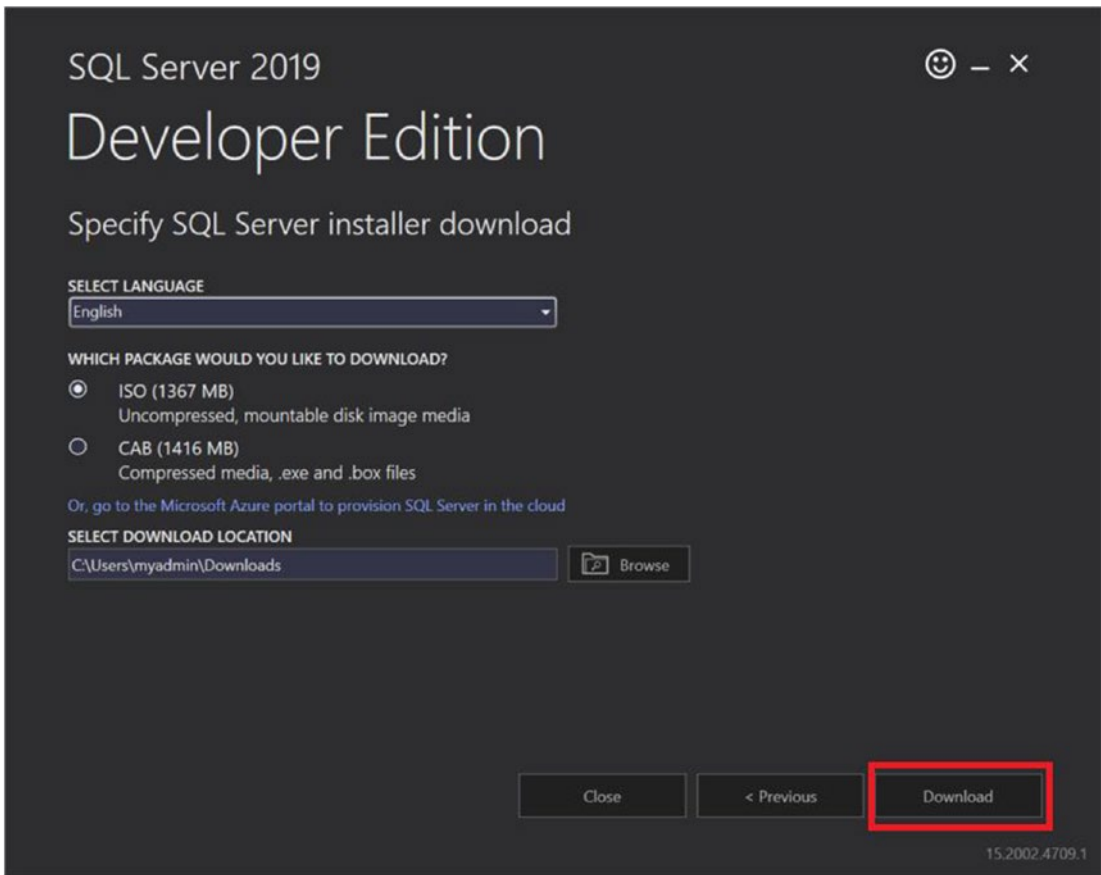 SQL Server 2019
Developer Edition
Specify SQL Server installer download
SELECT LANGUAGE
English
WHICH PACKAGE WOULD YOU LIKE TO DOWNLOAD?
ISO (1367 MB)
Uncompressed, mountable disk image media
CAB (1416 MB)
Compressed media, .exe and .box files
Or, go to the Microsoft Azure portal to provision SQL Server in the cloud
SELECT DOWNLOAD LOCATION
C:\Users\myadmin\Downloads
Browse
Close
< Previous
Download
15.2002.4709.1